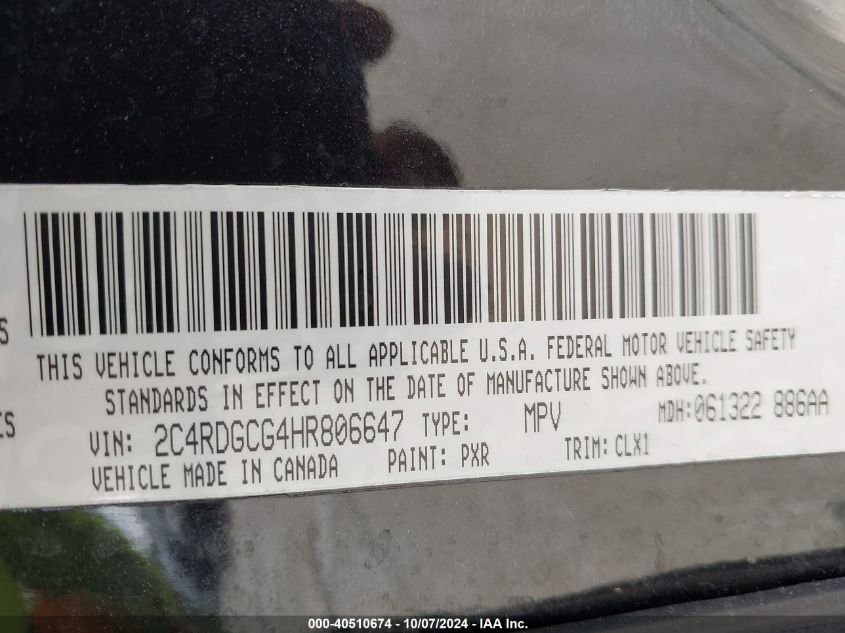 S
THIS VEHICLE CONFORMS TO ALL APPLICABLE U.S.A. FEDERAL MOTOR VEHICLE SAFETY
STANDARDS IN EFFECT ON THE DATE OF MANUFACTURE SHOWN ABOVE.
ES
VIN: 2C4RDGCG4HR806647 TYPE: MPV MDH:061322 886AA
VEHICLE MADE IN CANADA PAINT: PXR TRIM: CLX1
000-40510674 - 10/07/2024 - IAA Inc.